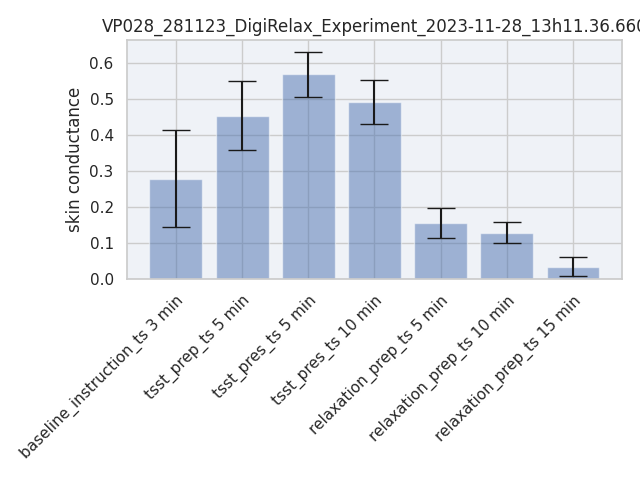 VP028_281123_DigiRelax_Experiment_2023-11-28_13h11.36.660
skin conductance
0.6
0.5
0.4
0.3
0.2
0.1
0.0
baseline_instruction_ts 3 min
tsst_prep_ts 5 min
tsst_pres_ts 5 min
tsst_pres_ts 10 min
relaxation_prep_ts 5 min
relaxation_prep_ts 10 min
relaxation_prep_ts 15 min